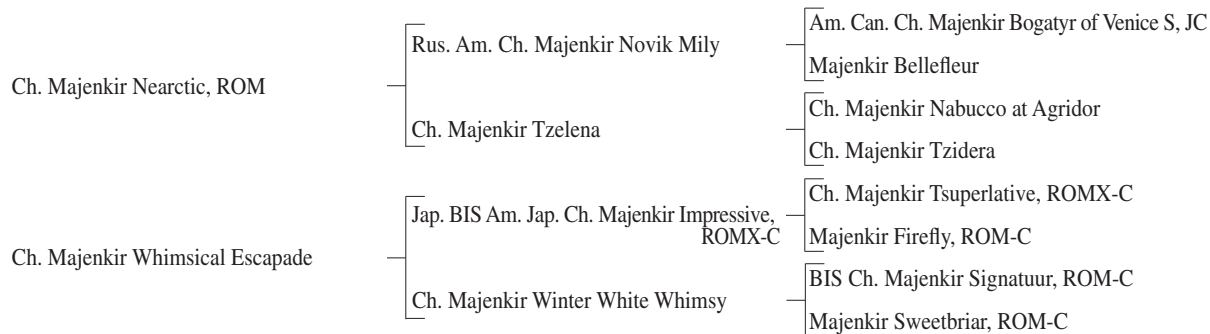 Am. Can. Ch. Majenkir Bogatyr of Venice S, JC
Rus. Am. Ch. Majenkir Novik Mily
Majenkir Bellefleur
Ch. Majenkir Nearctic, ROM
Ch. Majenkir Nabucco at Agridor
Ch. Majenkir Tzelena
Ch. Majenkir Tzidera
Ch. Majenkir Tsuperlative, ROMX-C
Jap. BIS Am. Jap. Ch. Majenkir Impressive,
ROMX-C
Majenkir Firefly, ROM-C
Ch. Majenkir Whimsical Escapade
BIS Ch. Majenkir Signatuur, ROM-C
Ch. Majenkir Winter White Whimsy
Majenkir Sweetbriar, ROM-C